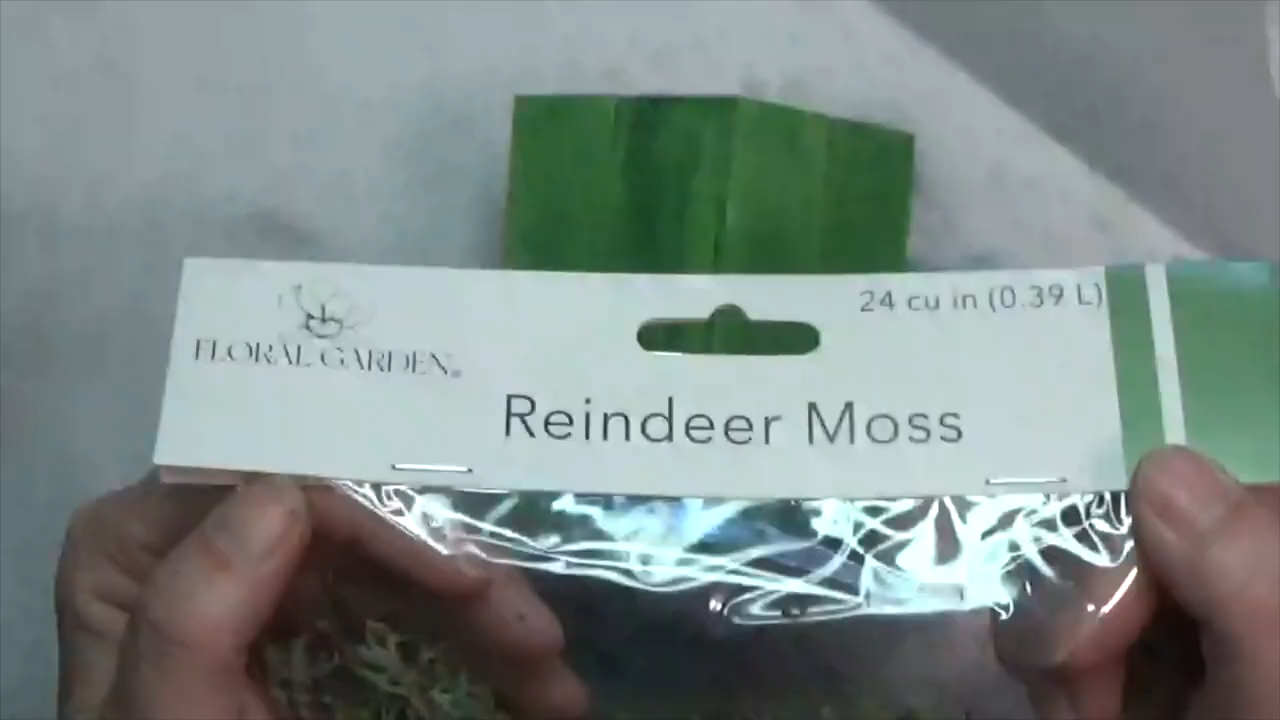 FLORAL GARDEN
24 cu in (0.39 L)
Reindeer Moss